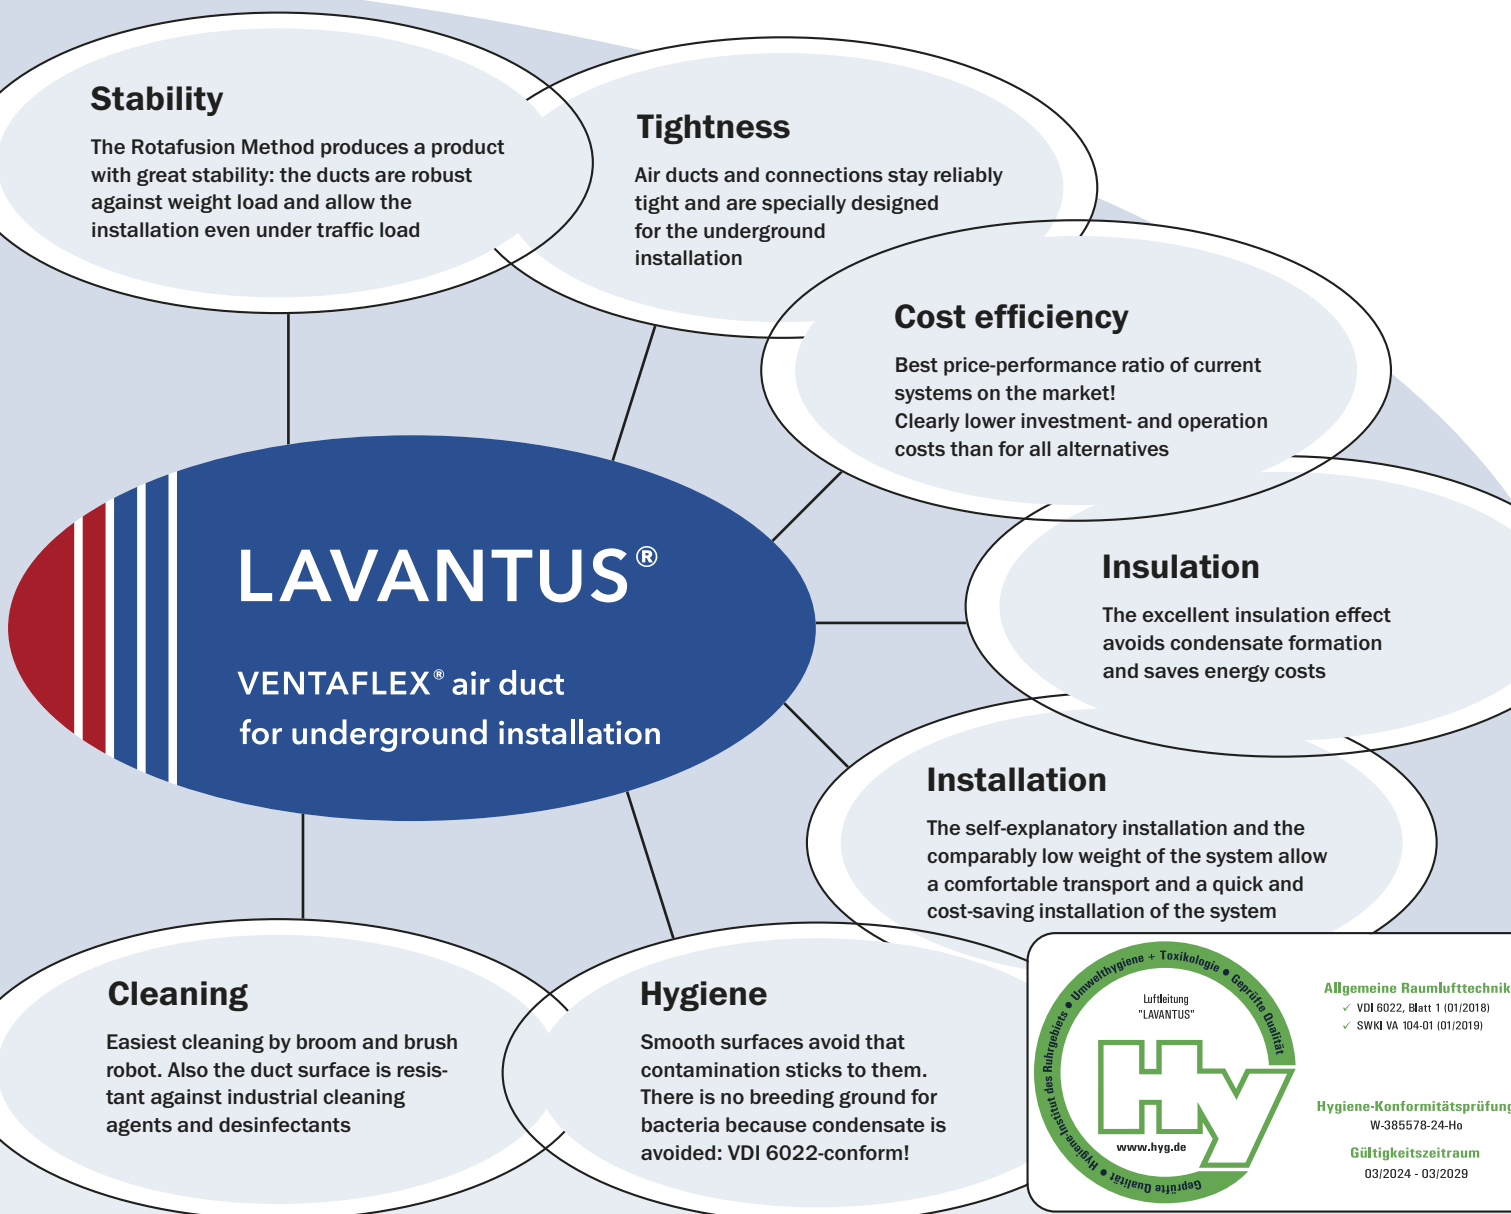 Stability
The Rotafusion Method produces a product
with great stability: the ducts are robust
against weight load and allow the
installation even under traffic load
Tightness
Air ducts and connections stay reliably
tight and are specially designed
for the underground
installation
Cost efficiency
Best price-performance ratio of current
systems on the market!
Clearly lower investment- and operation
costs than for all alternatives
LAVANTUS®
VENTAFLEX® air duct
for underground installation
Insulation
The excellent insulation effect
avoids condensate formation
and saves energy costs
Installation
The self-explanatory installation and the
comparably low weight of the system allow
a comfortable transport and a quick and
cost-saving installation of the system
Cleaning
Easiest cleaning by broom and brush
robot. Also the duct surface is resis-
tant against industrial cleaning
agents and desinfectants
Hygiene
Smooth surfaces avoid that
contamination sticks to them.
There is no breeding ground for
bacteria because condensate is
avoided: VDI 6022-conform!
Hygiene-Institut des Ruhrgebiets ● Umwelthygiene + Toxikologie ● Geprüfte Qualität
Geprüfte Qualität ●
Luftleitung
"LAVANTUS"
Hy
www.hyg.de
Allgemeine Raumlufttechnik
✓ VDI 6022, Blatt 1 (01/2018)
✓ SWKI VA 104-01 (01/2019)
Hygiene-Konformitätsprüfung
W-385578-24-Ho
Gültigkeitszeitraum
03/2024 - 03/2029